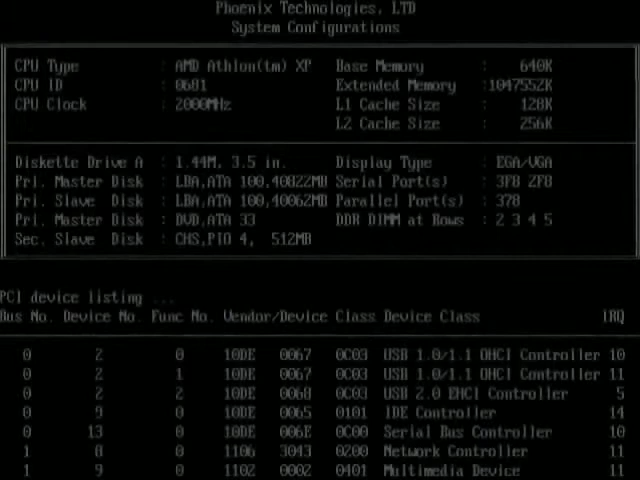 Phoenix Technologies, LTD
System Configurations
CPU Type : AMD Athlon(tm) XP Base Memory : 640K
CPU ID : 0681 Extended Memory : 1047552K
CPU Clock : 2000MHz L1 Cache Size : 128K
L2 Cache Size : 256K
Diskette Drive A : 1.44M, 3.5 in. Display Type : EGA/VGA
Pri. Master Disk : LBA,ATA 100,40822MB Serial Port(s) : 3F8 2F8
Pri. Slave Disk : LBA,ATA 100,40062MB Parallel Port(s) : 378
Pri. Master Disk : DVD,ATA 33 DDR DIMM at Rows : 2 3 4 5
Sec. Slave Disk : CHS,PIO 4, 512MB
PCI device listing ...
Bus No. Device No. Func No. Vendor/Device Class Device Class IRQ
0 2 0 10DE 0067 0C03 USB 1.0/1.1 OHCI Controller 10
0 2 1 10DE 0067 0C03 USB 1.0/1.1 OHCI Controller 11
0 2 2 10DE 0068 0C03 USB 2.0 EHCI Controller 5
0 9 0 10DE 0065 0101 IDE Controller 14
0 13 0 10DE 006E 0C00 Serial Bus Controller 10
1 8 0 1106 3043 0200 Network Controller 11
1 9 0 1102 0002 0401 Multimedia Device 11